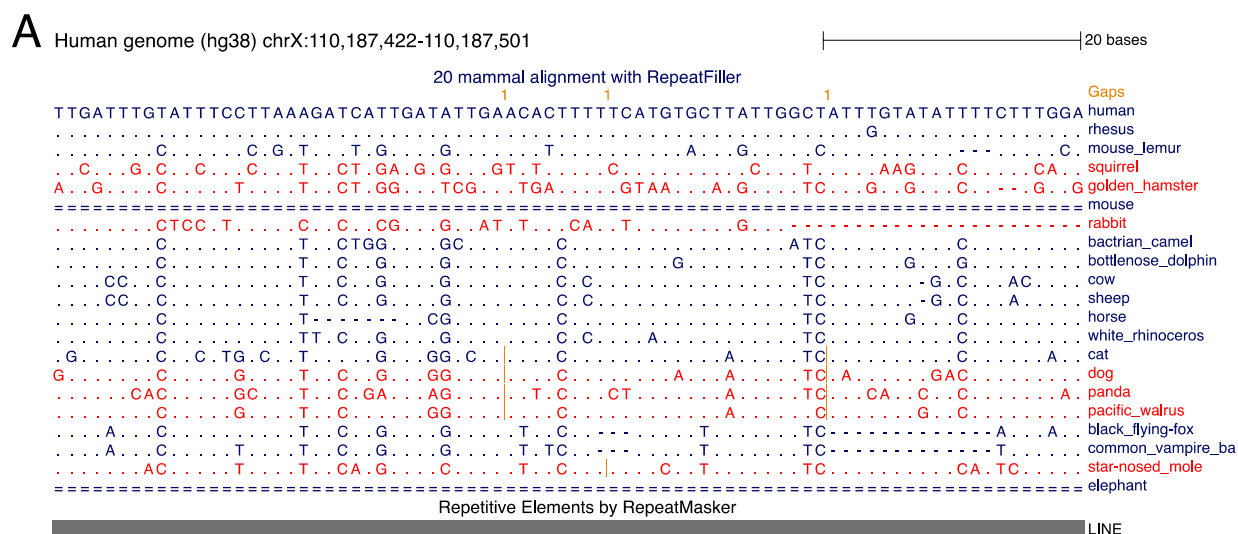 A Human genome (hg38) chrX:110,187,422-110,187,501 20 bases
20 mammal alignment with RepeatFiller
1 1 1 Gaps
TTGATTTGTATTTCCTTAAAGATCATTGATATTGAACACTTTTTCATGTGCTTATTGGCTATTTGTATATTTTCTTTGGA human
G rhesus
C C G T T G G T A G C - - - C mouse_lemur
C G C C C T C T G A G G G T T C C T A A G C C A squirrel
A G C T T C T G G T C G T G A G T A A A G T C G G C - - G G golden_hamster
================================================================================ mouse
C T C C T C C C G G A T T C A T G - - - - - - - - - - - - - - - - - - - - - - - rabbit
C T C T G G G C C A T C C bactrian_camel
C T C G G C G T C G G bottlenose_dolphin
C C C T C G G C C T C - G C A C cow
C C C T C G G C C T C - G C A sheep
C T - - - - - - - C G C T C G C horse
C T T C G G C C A T C C white_rhinoceros
G C C T G C T G G G C C A T C C A cat
G C G T C G G G C A A T C A G A C dog
C A C G C T C G A A G T C C T A T C C A C C A panda
C G T C G G C A T C G C pacific_walrus
A C T C G G T C - - - T T C - - - - - - - - - - - - - A A black_flying-fox
A C T T C G G T T C - - - T T C - - - - - - - - - - - - - T common_vampire_ba
A C T T C A G C T C C T T C C A T C star-nosed_mole
================================================================================ elephant
Repetitive Elements by RepeatMasker
LINE